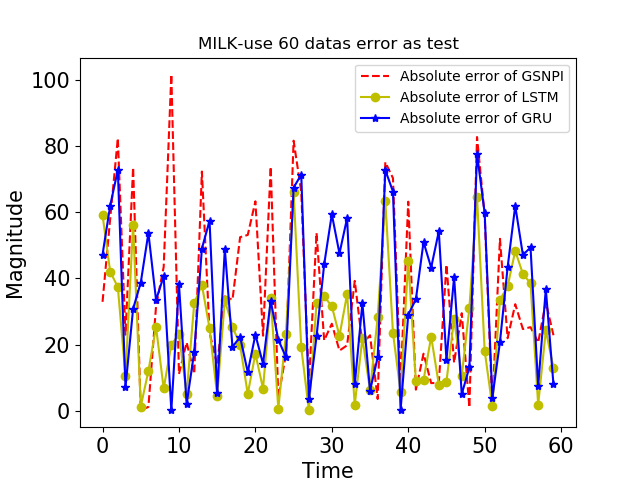 MILK-use 60 datas error as test
Absolute error of GSNPI
Absolute error of LSTM
Absolute error of GRU
Magnitude
100
80
60
40
20
0
0 10 20 30 40 50 60
Time